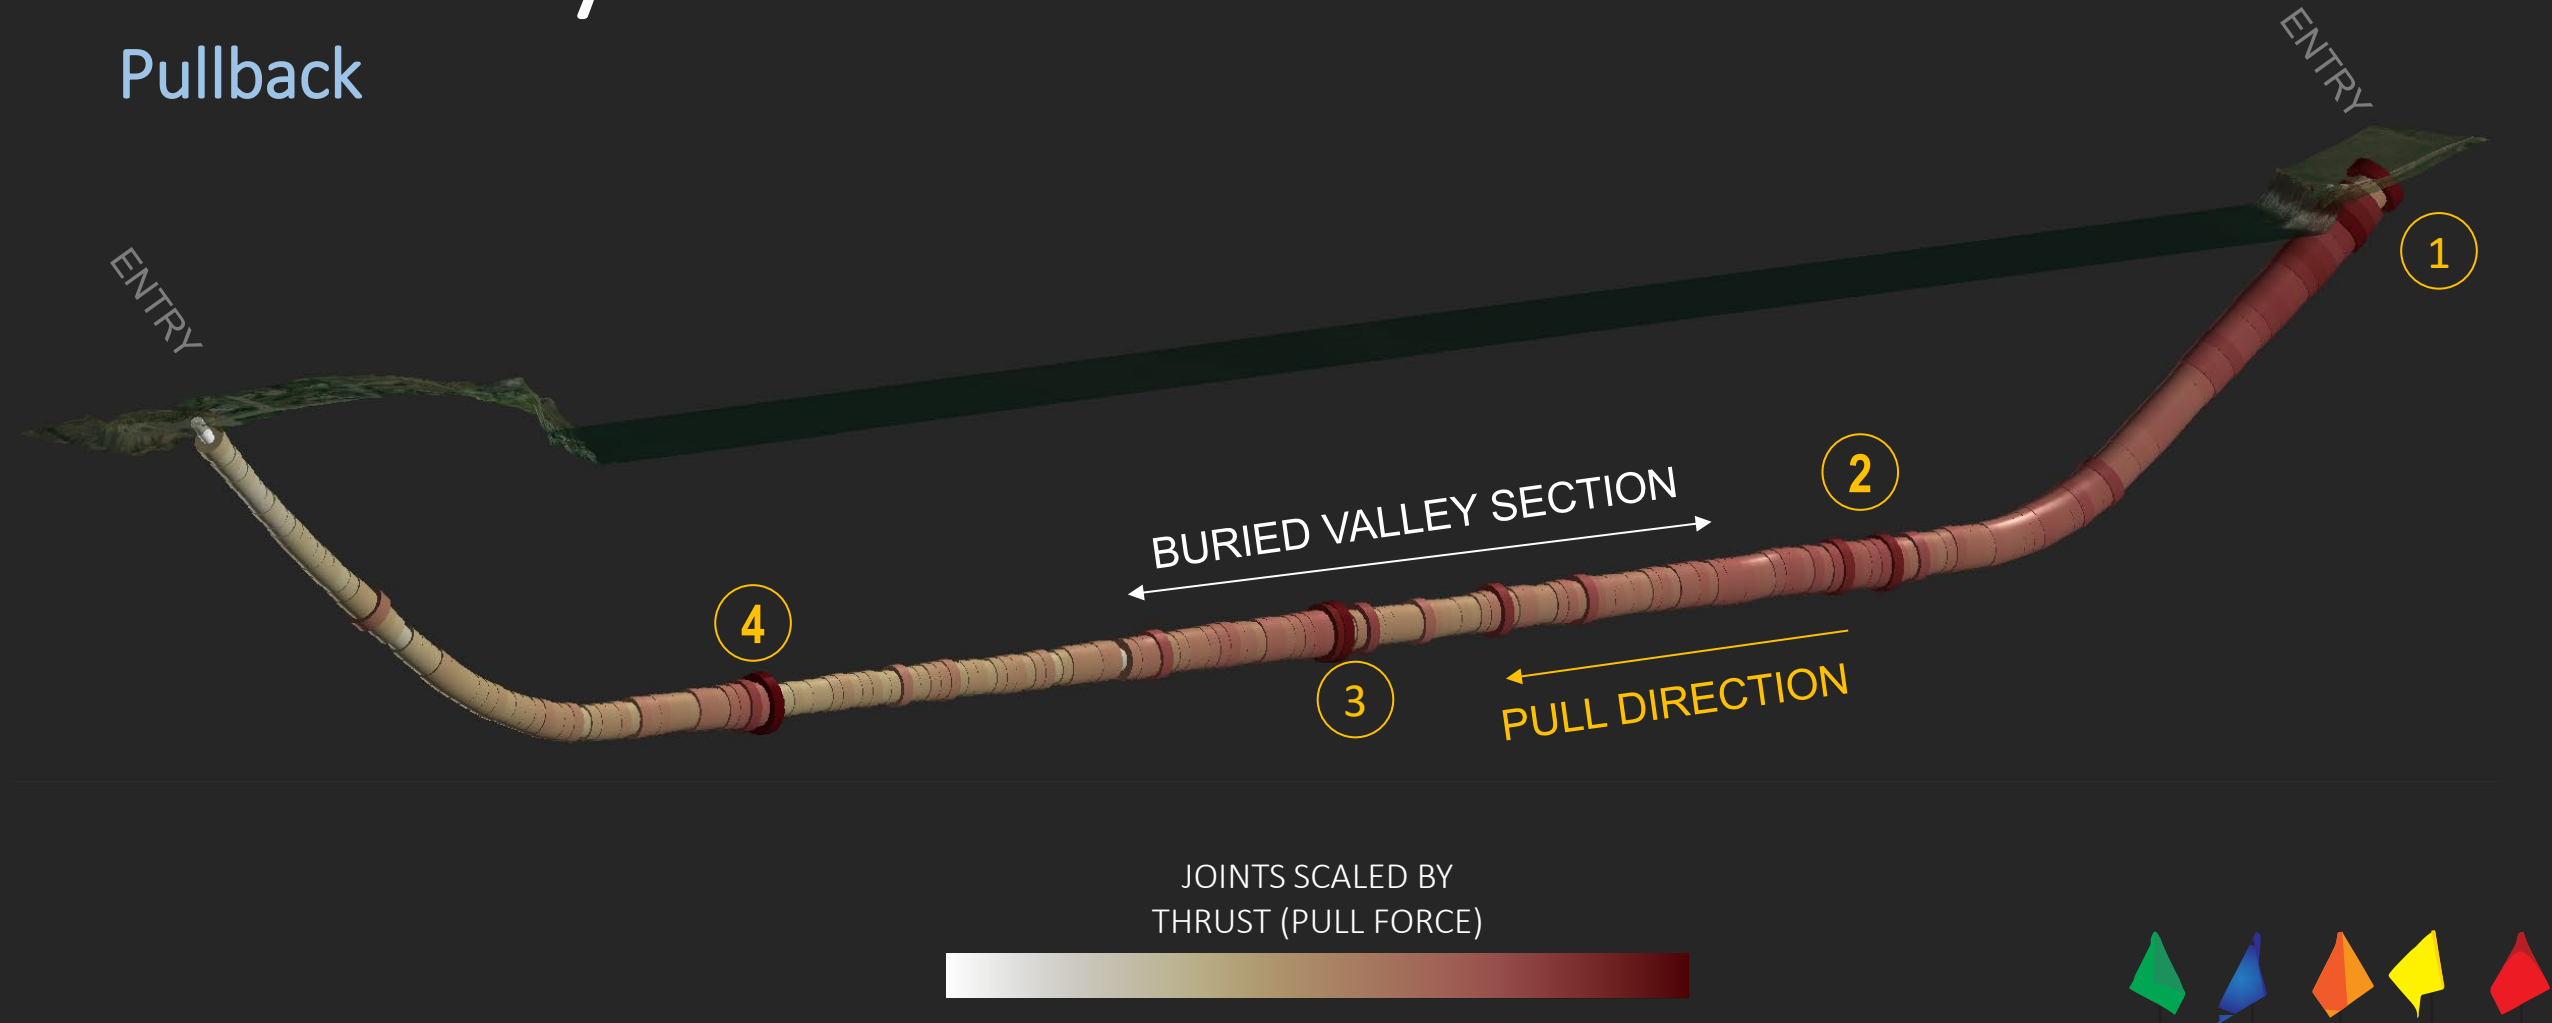 Pullback
ENTRY
ENTRY
1
2
BURIED VALLEY SECTION
4
3
PULL DIRECTION
JOINTS SCALED BY
THRUST (PULL FORCE)